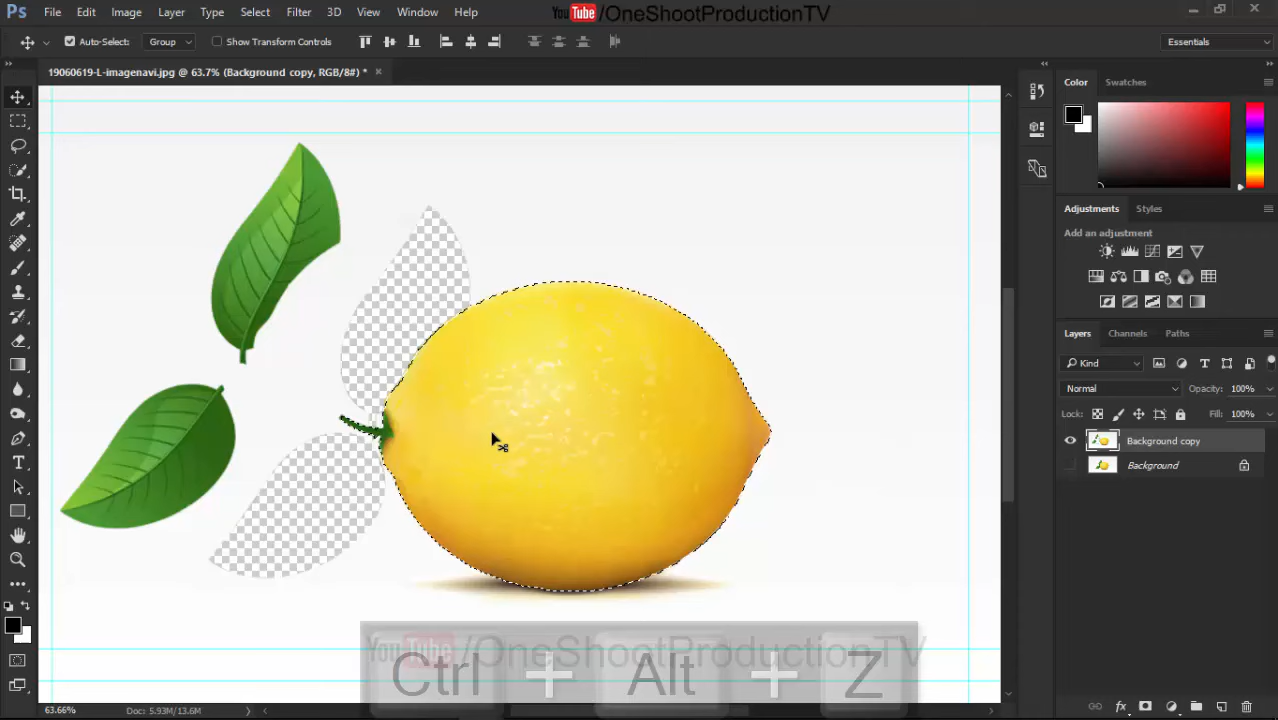 Ps File Edit Image Layer Type Select Filter 3D View Window Help
YouTube /OneShootProductionTV
Auto-Select: Group Show Transform Controls Essentials
19060619-L-imagenavi.jpg @ 63.7% (Background copy, RGB/8#) * ×
Color Swatches
Adjustments Styles
Add an adjustment
Layers Channels Paths
Kind
Normal Opacity: 100%
Lock: Fill: 100%
Background copy
Background
YouTube /OneShootProductionTV
Ctrl + Alt + Z
63.66% Doc: 5.93M/13.6M